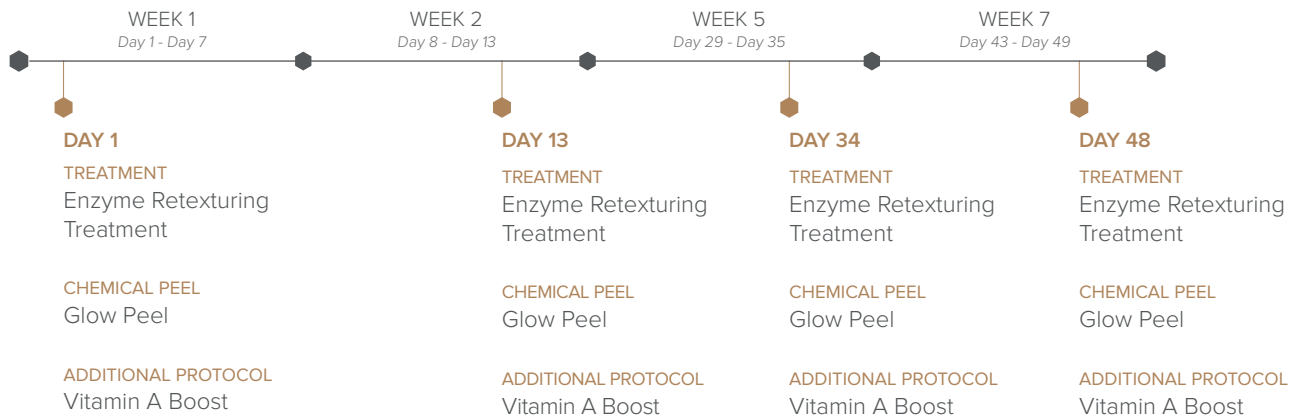 WEEK 1
Day 1 - Day 7
WEEK 2
Day 8 - Day 13
WEEK 5
Day 29 - Day 35
WEEK 7
Day 43 - Day 49
DAY 1
TREATMENT
Enzyme Retexturing
Treatment
CHEMICAL PEEL
Glow Peel
ADDITIONAL PROTOCOL
Vitamin A Boost
DAY 13
TREATMENT
Enzyme Retexturing
Treatment
CHEMICAL PEEL
Glow Peel
ADDITIONAL PROTOCOL
Vitamin A Boost
DAY 34
TREATMENT
Enzyme Retexturing
Treatment
CHEMICAL PEEL
Glow Peel
ADDITIONAL PROTOCOL
Vitamin A Boost
DAY 48
TREATMENT
Enzyme Retexturing
Treatment
CHEMICAL PEEL
Glow Peel
ADDITIONAL PROTOCOL
Vitamin A Boost